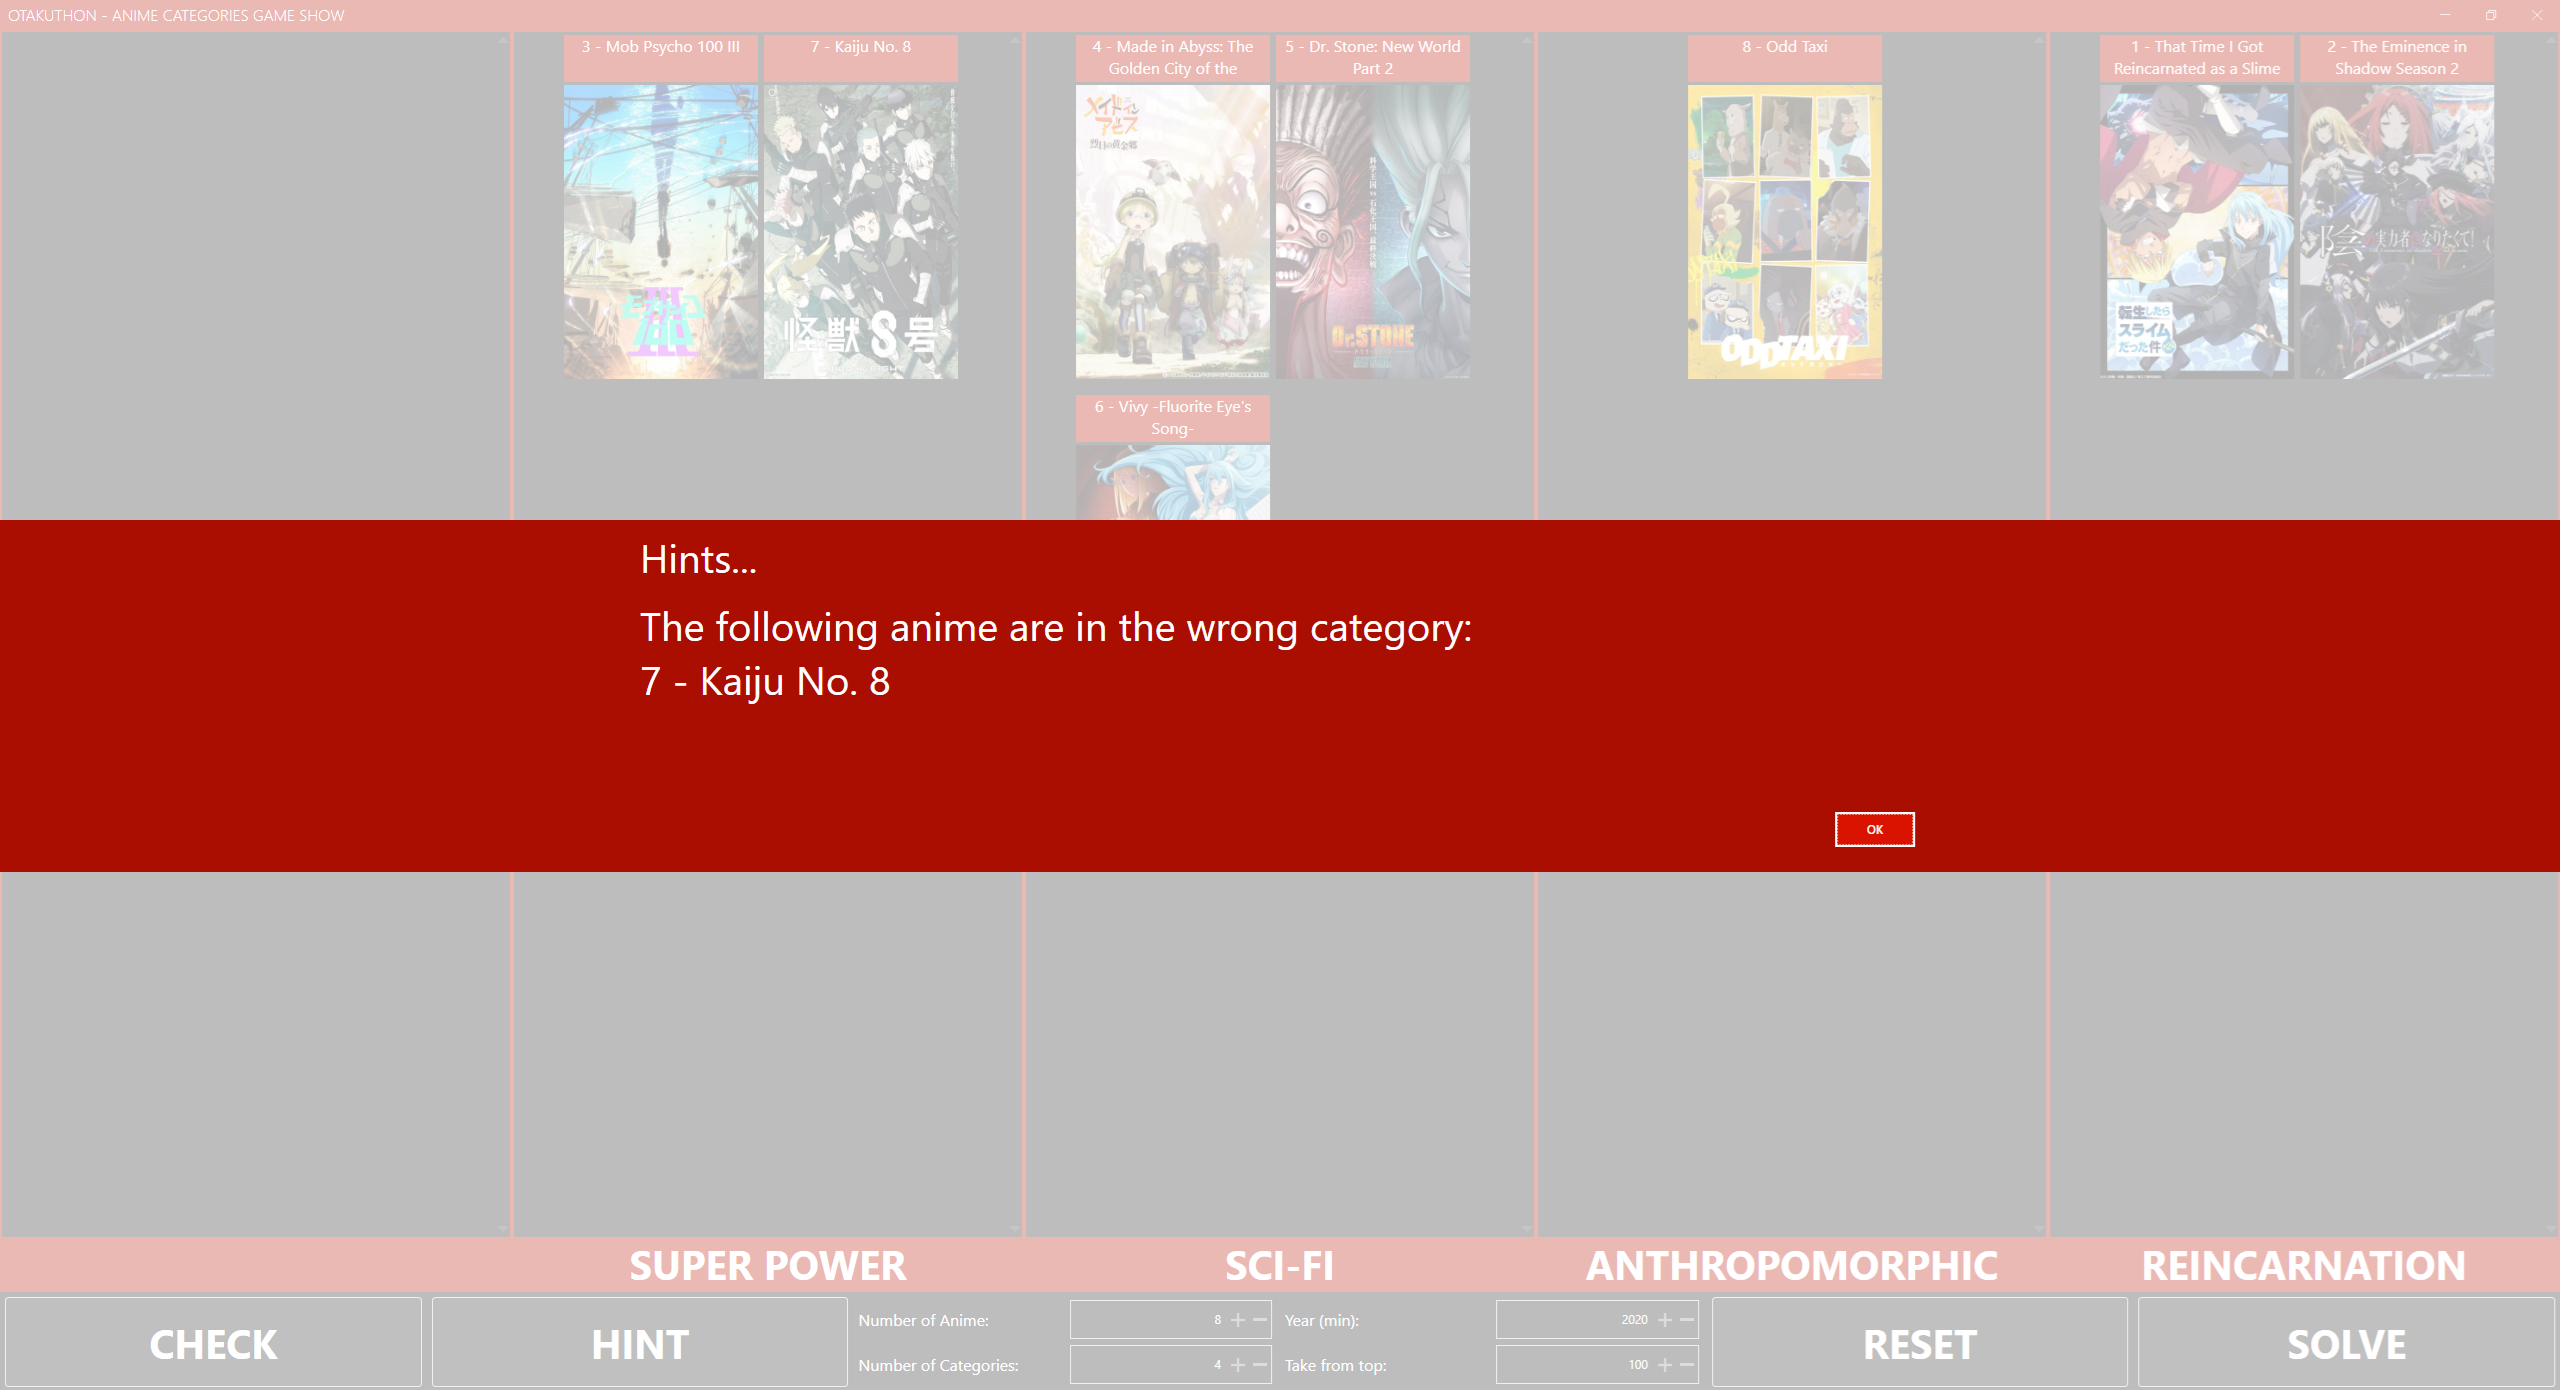 OTAKUTHON - ANIME CATEGORIES GAME SHOW
3 - Mob Psycho 100 III
7 - Kaiju No. 8
怪獣8号
4 - Made in Abyss: The
Golden City of the
メイドイン
アビス
烈日の黄金郷
5 - Dr. Stone: New World
Part 2
Dr.STONE
6 - Vivy -Fluorite Eye's
Song-
8 - Odd Taxi
ODDTAXI
1 - That Time I Got
Reincarnated as a Slime
転生したら
スライム
だった件
2 - The Eminence in
Shadow Season 2
陰の実力者になりたくて!
Hints...
The following anime are in the wrong category:
7 - Kaiju No. 8
OK
SUPER POWER
SCI-FI
ANTHROPOMORPHIC
REINCARNATION
CHECK
HINT
Number of Anime:
8
Year (min):
2020
Number of Categories:
4
Take from top:
100
RESET
SOLVE